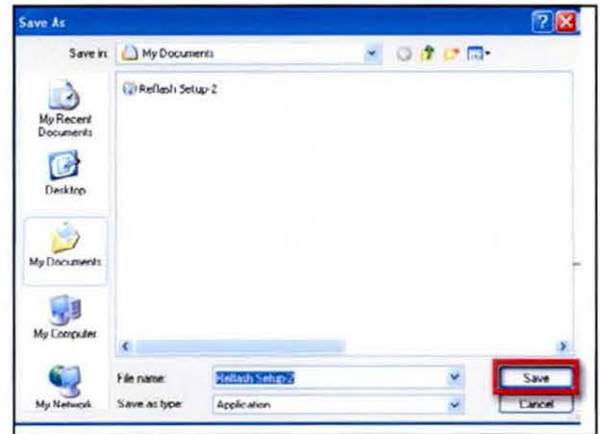 Save As
Save in: My Documents
Reflash Setup-2
My Recent
Documents
Desktop
My Documents
My Computer
My Network
File name: Reflash Setup-2
Save as type: Application
Save
Cancel